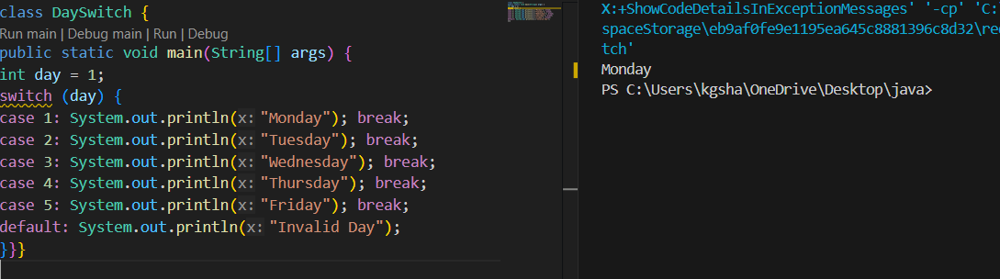 class DaySwitch {
Run main | Debug main | Run | Debug
public static void main(String[] args) {
int day = 1;
switch (day) {
case 1: System.out.println(x: "Monday"); break;
case 2: System.out.println(x: "Tuesday"); break;
case 3: System.out.println(x: "Wednesday"); break;
case 4: System.out.println(x: "Thursday"); break;
case 5: System.out.println(x: "Friday"); break;
default: System.out.println(x: "Invalid Day");
}}}
X:+ShowCodeDetailsInExceptionMessages' '-cp' 'C:
spaceStorage\eb9af0fe9e1195ea645c8881396c8d32\red
tch'
Monday
PS C:\Users\kgsha\OneDrive\Desktop\java>